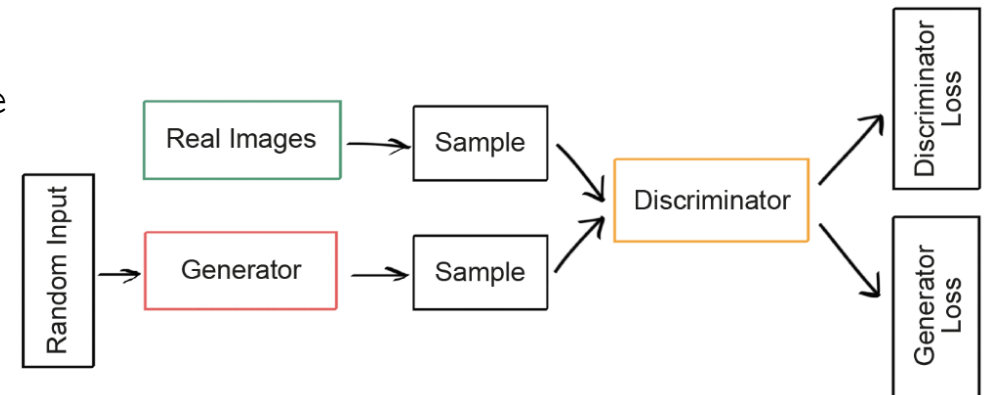 e
Real Images
Sample
Random Input
Generator
Sample
Discriminator
Discriminator
Loss
Generator
Loss